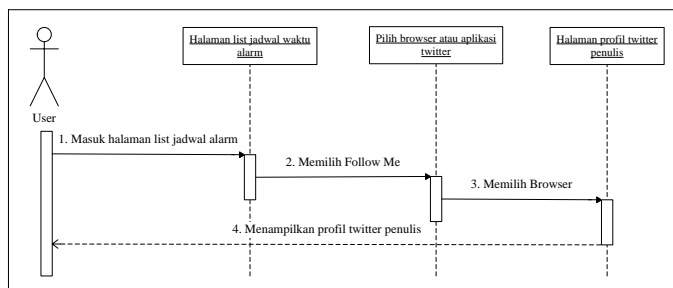 Halaman list jadwal waktu
alarm
Pilih browser atau aplikasi
twitter
Halaman profil twitter
penulis
User
1. Masuk halaman list jadwal alarm
2. Memilih Follow Me
3. Memilih Browser
4. Menampilkan profil twitter penulis